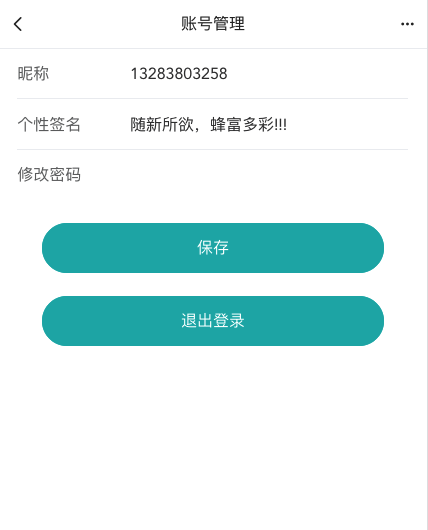 账号管理
昵称 13283803258
个性签名 随新所欲，蜂富多彩!!!
修改密码
保存
退出登录